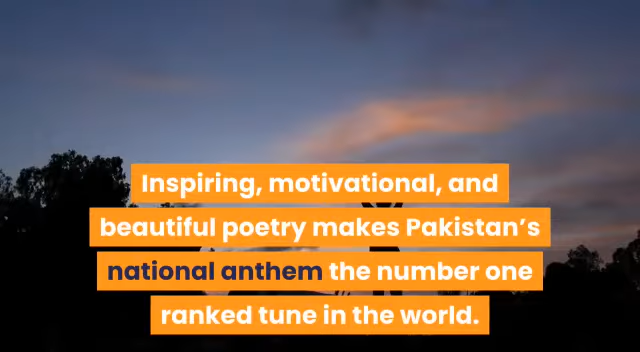 Inspiring, motivational, and
beautiful poetry makes Pakistan’s
national anthem the number one
ranked tune in the world.